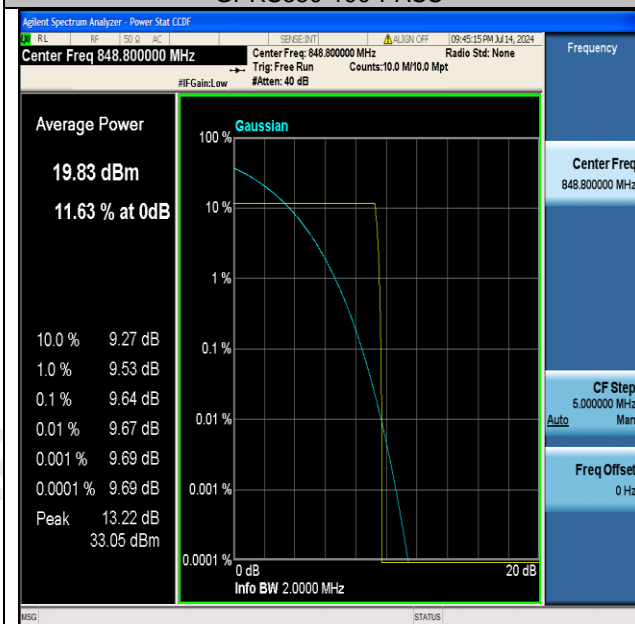 Agilent Spectrum Analyzer - Power Stat CCDF
RL RF 50 Ω AC SENSE:INT ALIGN OFF 09:45:15 PM Jul 14, 2024
Center Freq 848.800000 MHz
Center Freq: 848.800000 MHz Radio Std: None
Trig: Free Run Counts:10.0 M/10.0 Mpt
#IFGain:Low #Atten: 40 dB
Frequency
Average Power
19.83 dBm
11.63 % at 0dB
10.0 % 9.27 dB
1.0 % 9.53 dB
0.1 % 9.64 dB
0.01 % 9.67 dB
0.001 % 9.69 dB
0.0001 % 9.69 dB
Peak 13.22 dB
33.05 dBm
Gaussian
100 %
10 %
1 %
0.1 %
0.01 %
0.001 %
0.0001 %
0 dB 20 dB
Info BW 2.0000 MHz
Center Freq
848.800000 MHz
CF Step
5.000000 MHz
Auto Man
Freq Offset
0 Hz
MSG STATUS